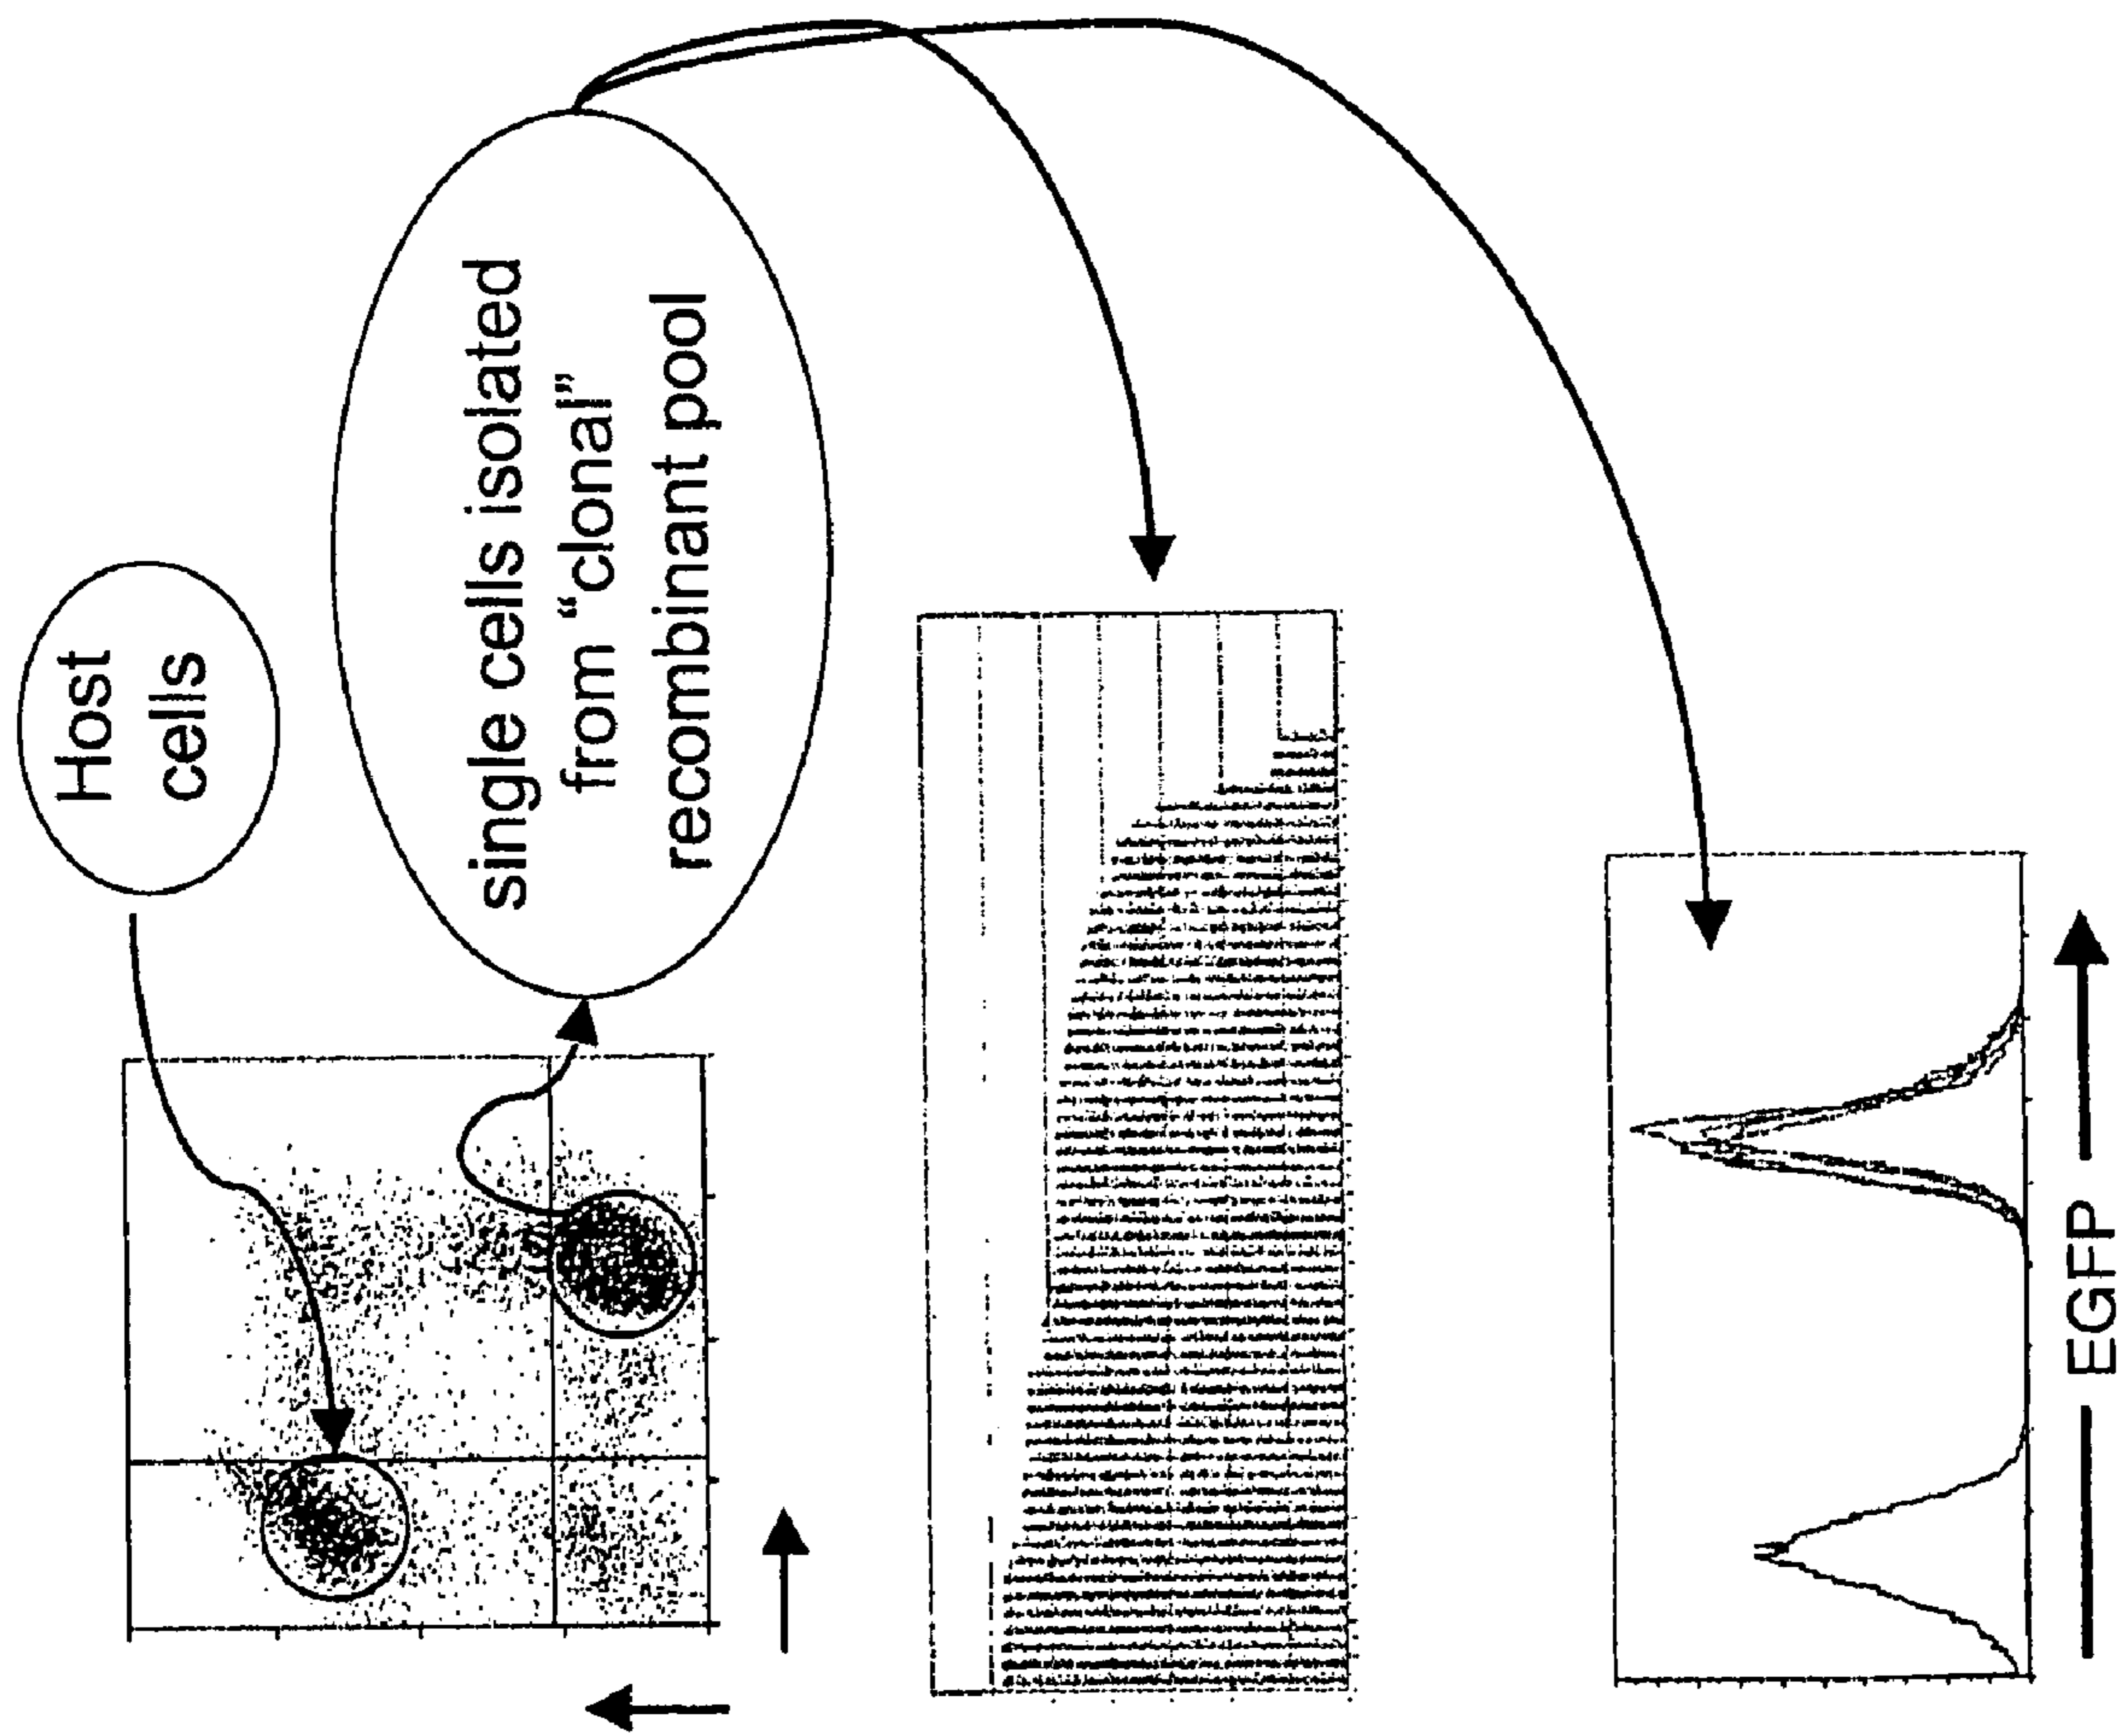 Host
cells
single cells isolated
from “clonal”
recombinant pool
EGFP